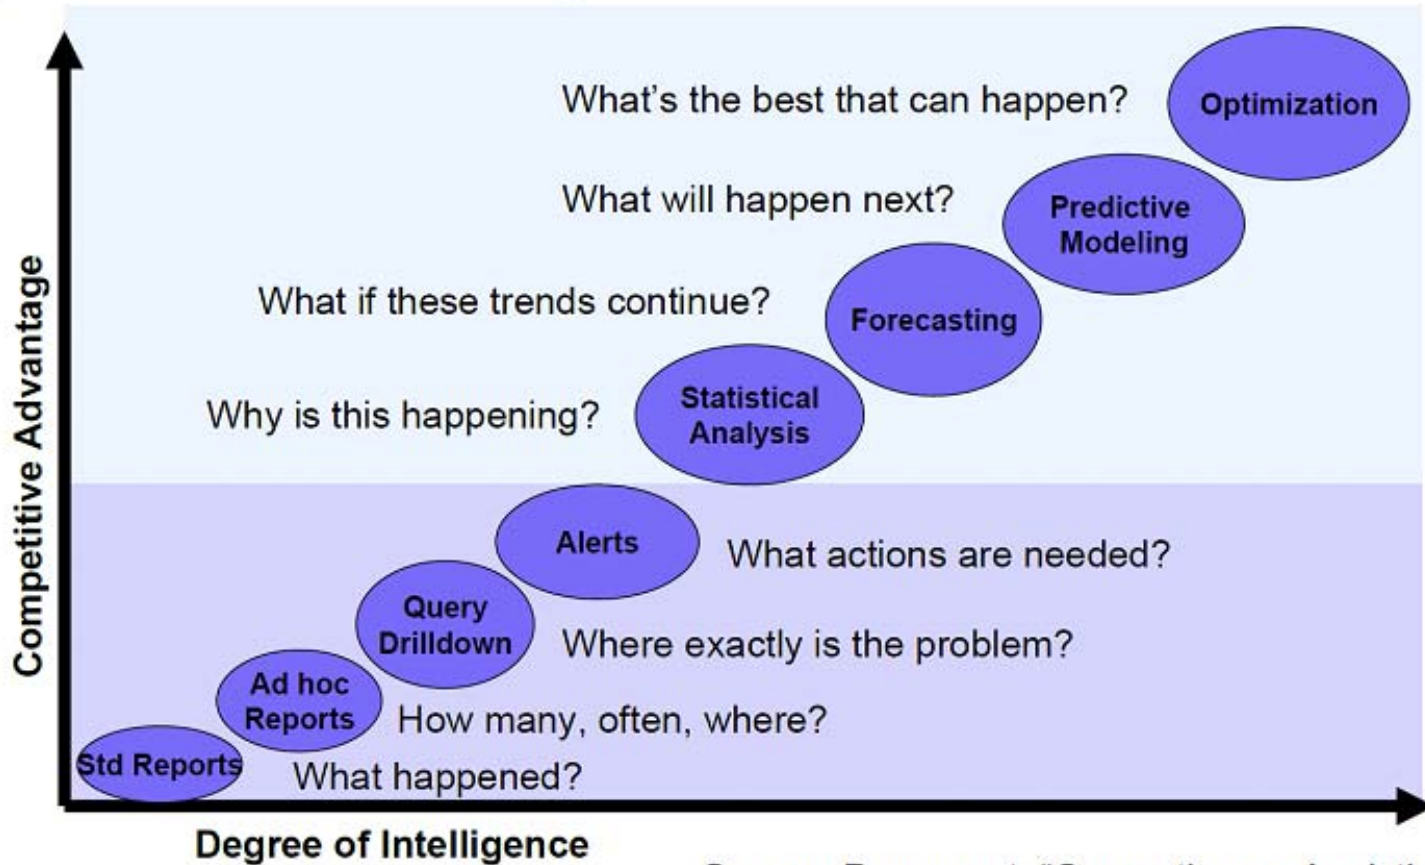 What's the best that can happen?
Optimization
What will happen next?
Predictive
Modeling
What if these trends continue?
Forecasting
Why is this happening?
Statistical
Analysis
Alerts
What actions are needed?
Query
Drilldown
Where exactly is the problem?
Ad hoc
Reports
How many, often, where?
Std Reports
What happened?
Competitive Advantage
Degree of Intelligence